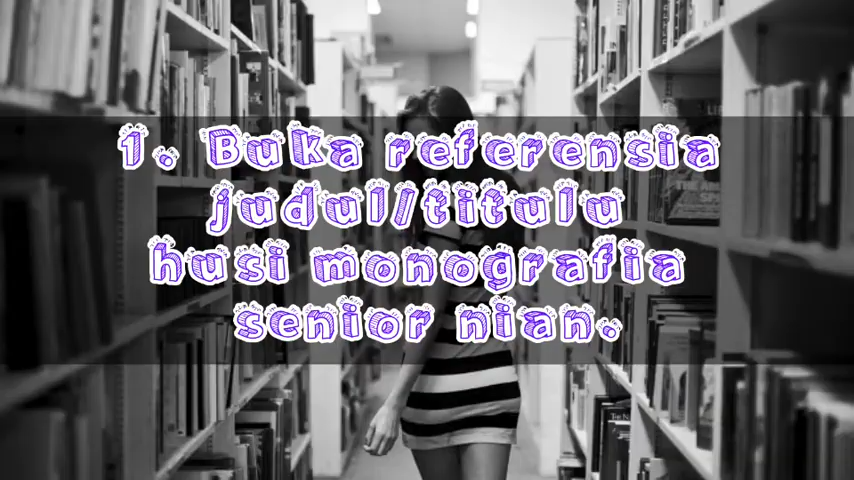 1. Buka referensia
judul/titulu
husi monografia
senior nian.